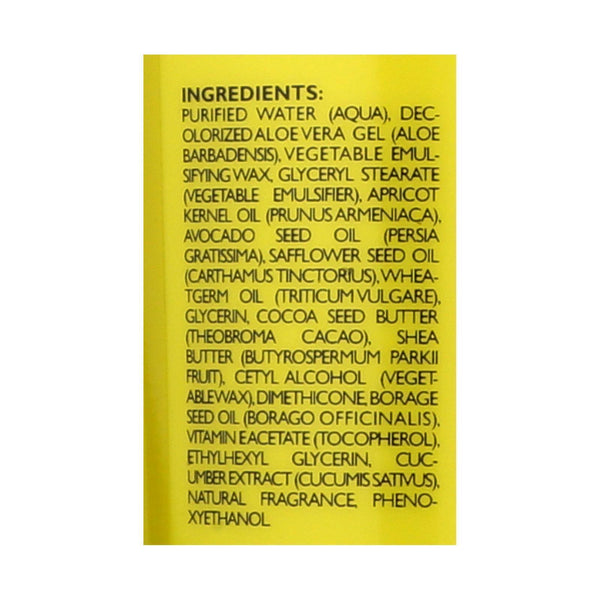 INGREDIENTS:
PURIFIED WATER (AQUA), DEC-
OLORIZED ALOE VERA GEL (ALOE
BARBADENSIS), VEGETABLE EMUL-
SIFYING WAX, GLYCERYL STEARATE
(VEGETABLE EMULSIFIER), APRICOT
KERNEL OIL (PRUNUS ARMENIACA),
AVOCADO SEED OIL (PERSIA
GRATISSIMA), SAFFLOWER SEED OIL
(CARTHAMUS TINCTORIUS), WHEA-
TGERM OIL (TRITICUM VULGARE),
GLYCERIN, COCOA SEED BUTTER
(THEOBROMA CACAO), SHEA
BUTTER (BUTYROSPERMUM PARKII
FRUIT), CETYL ALCOHOL (VEGET-
ABLE WAX), DIMETHICONE, BORAGE
SEED OIL (BORAGO OFFICINALIS),
VITAMIN E ACETATE (TOCOPHEROL),
ETHYLHEXYL GLYCERIN, CUC-
UMBER EXTRACT (CUCUMIS SATIVUS),
NATURAL FRAGRANCE, PHENO-
XYETHANOL